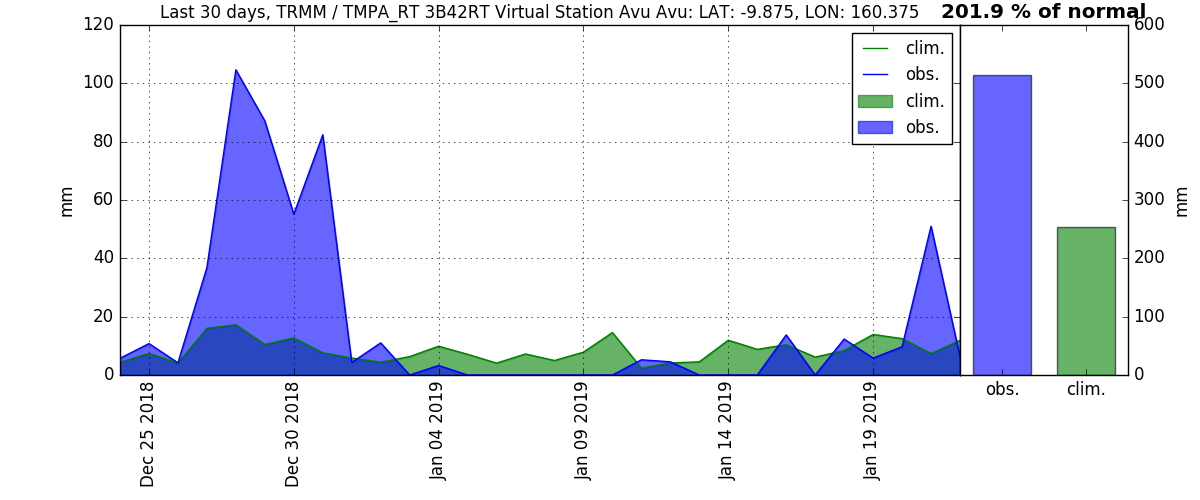 Last 30 days, TRMM / TMPA_RT 3B42RT Virtual Station Avu Avu: LAT: -9.875, LON: 160.375
201.9 % of normal
120
100
80
60
40
20
0
mm
clim.
obs.
clim.
obs.
600
500
400
300
200
100
0
mm
Dec 25 2018
Dec 30 2018
Jan 04 2019
Jan 09 2019
Jan 14 2019
Jan 19 2019
obs.
clim.